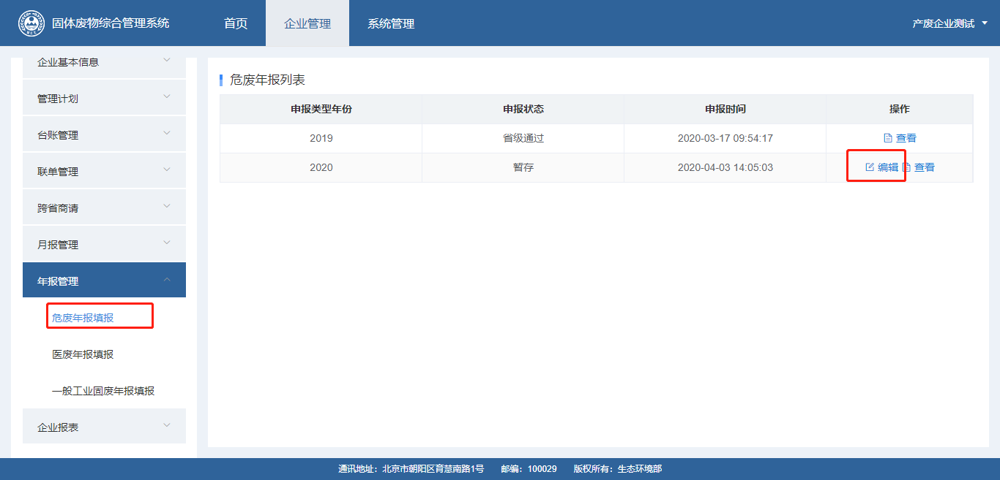 固体废物综合管理系统 首页 企业管理 系统管理 产废企业测试
企业基本信息
管理计划
台账管理
联单管理
跨省商请
月报管理
年报管理
危废年报填报
医废年报填报
一般工业固废年报填报
企业报表
危废年报列表
申报类型年份 申报状态 申报时间 操作
2019 省级通过 2020-03-17 09:54:17 查看
2020 暂存 2020-04-03 14:05:03 编辑 查看
通讯地址：北京市朝阳区育慧南路1号 邮编：100029 版权所有：生态环境部